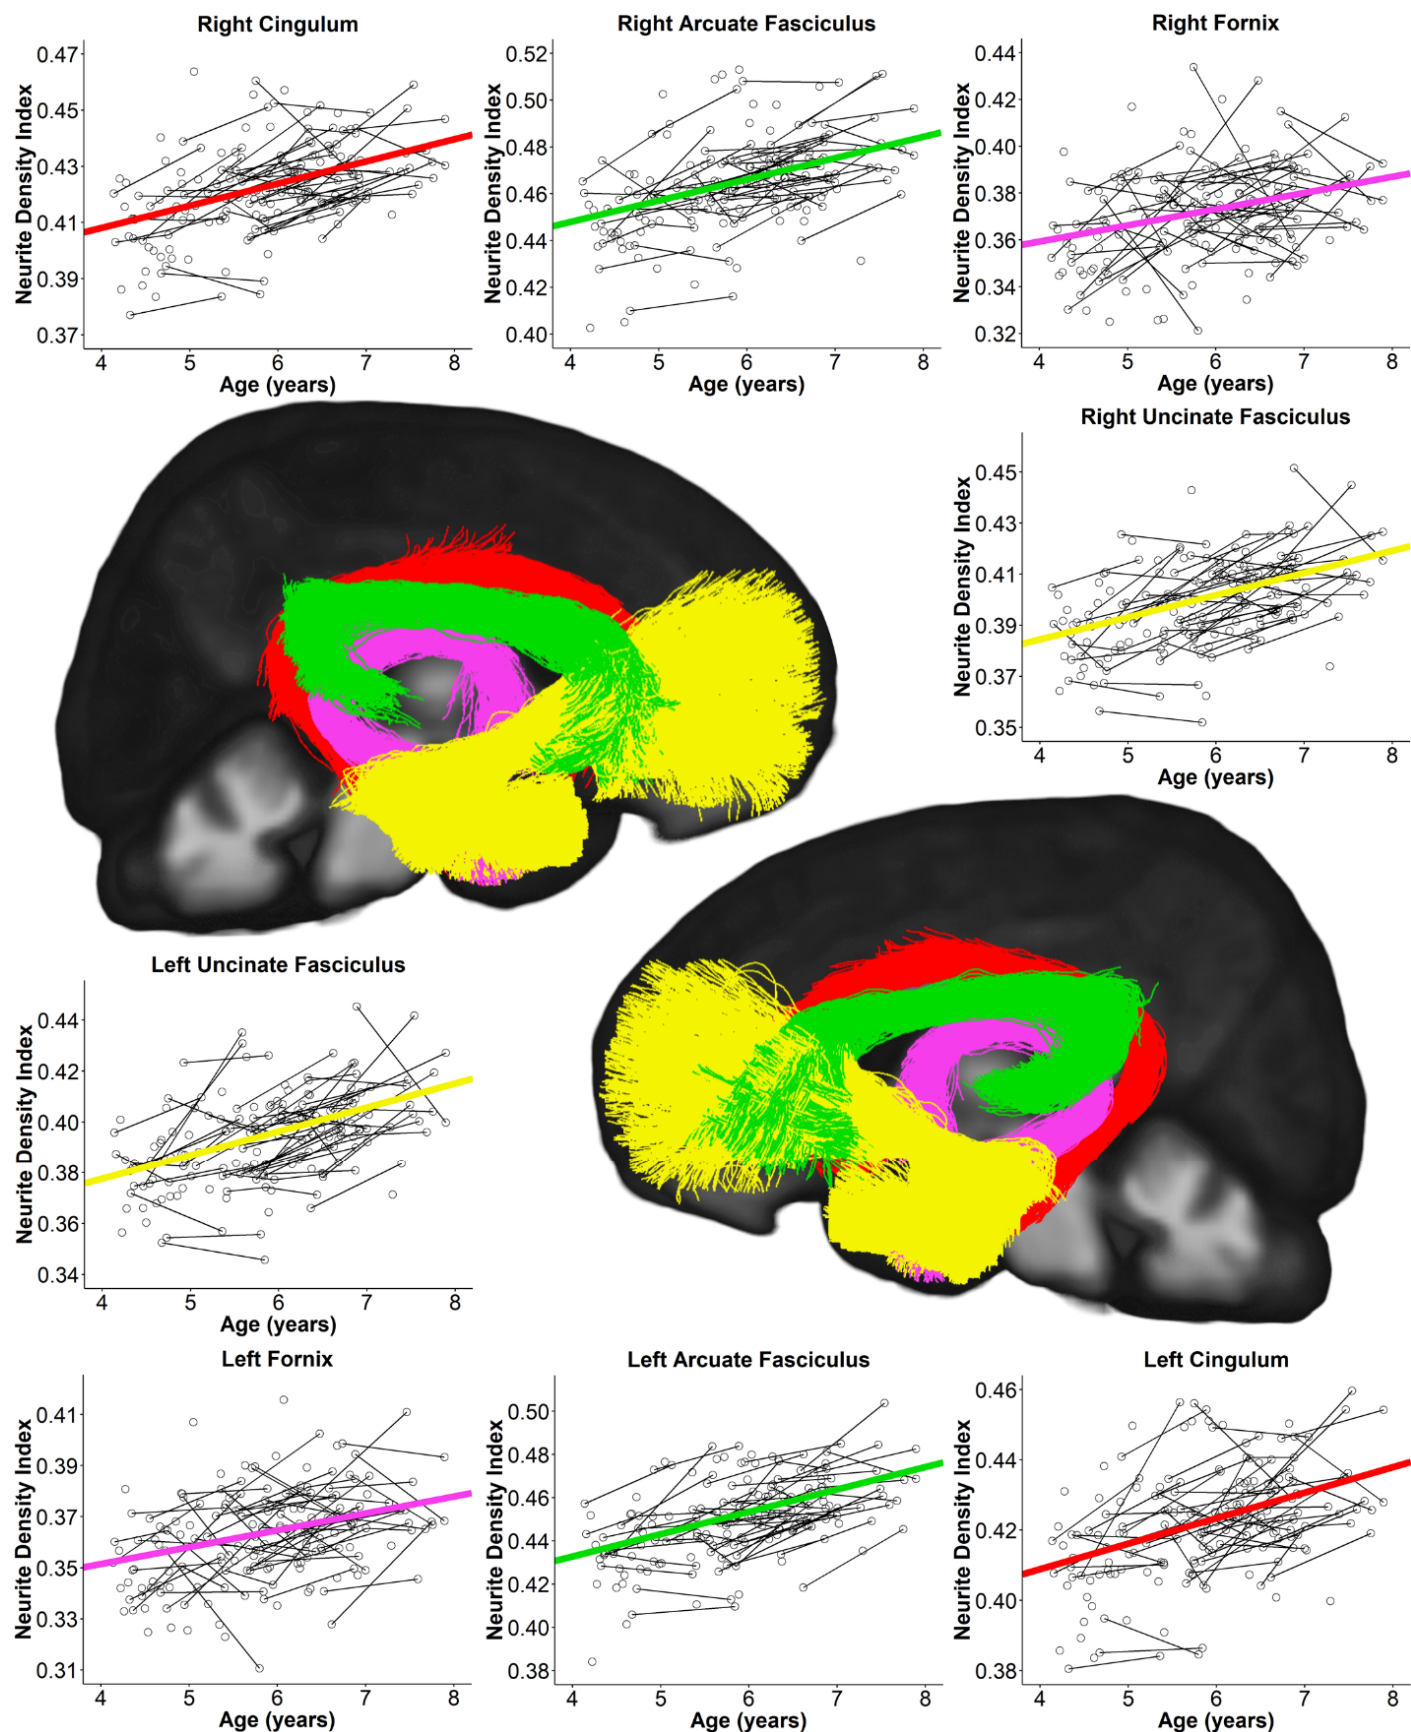 Right Cingulum
Neurite Density Index
0.47
0.45
0.43
0.41
0.39
0.37
4 5 6 7 8
Age (years)
Right Arcuate Fasciculus
Neurite Density Index
0.52
0.50
0.48
0.46
0.44
0.42
0.40
4 5 6 7 8
Age (years)
Right Fornix
Neurite Density Index
0.44
0.42
0.40
0.38
0.36
0.34
0.32
4 5 6 7 8
Age (years)
Right Uncinate Fasciculus
Neurite Density Index
0.45
0.43
0.41
0.39
0.37
0.35
4 5 6 7 8
Age (years)
Left Uncinate Fasciculus
Neurite Density Index
0.44
0.42
0.40
0.38
0.36
0.34
4 5 6 7 8
Age (years)
Left Fornix
Neurite Density Index
0.41
0.39
0.37
0.35
0.33
0.31
4 5 6 7 8
Age (years)
Left Arcuate Fasciculus
Neurite Density Index
0.50
0.48
0.46
0.44
0.42
0.40
0.38
4 5 6 7 8
Age (years)
Left Cingulum
Neurite Density Index
0.46
0.44
0.42
0.40
0.38
4 5 6 7 8
Age (years)